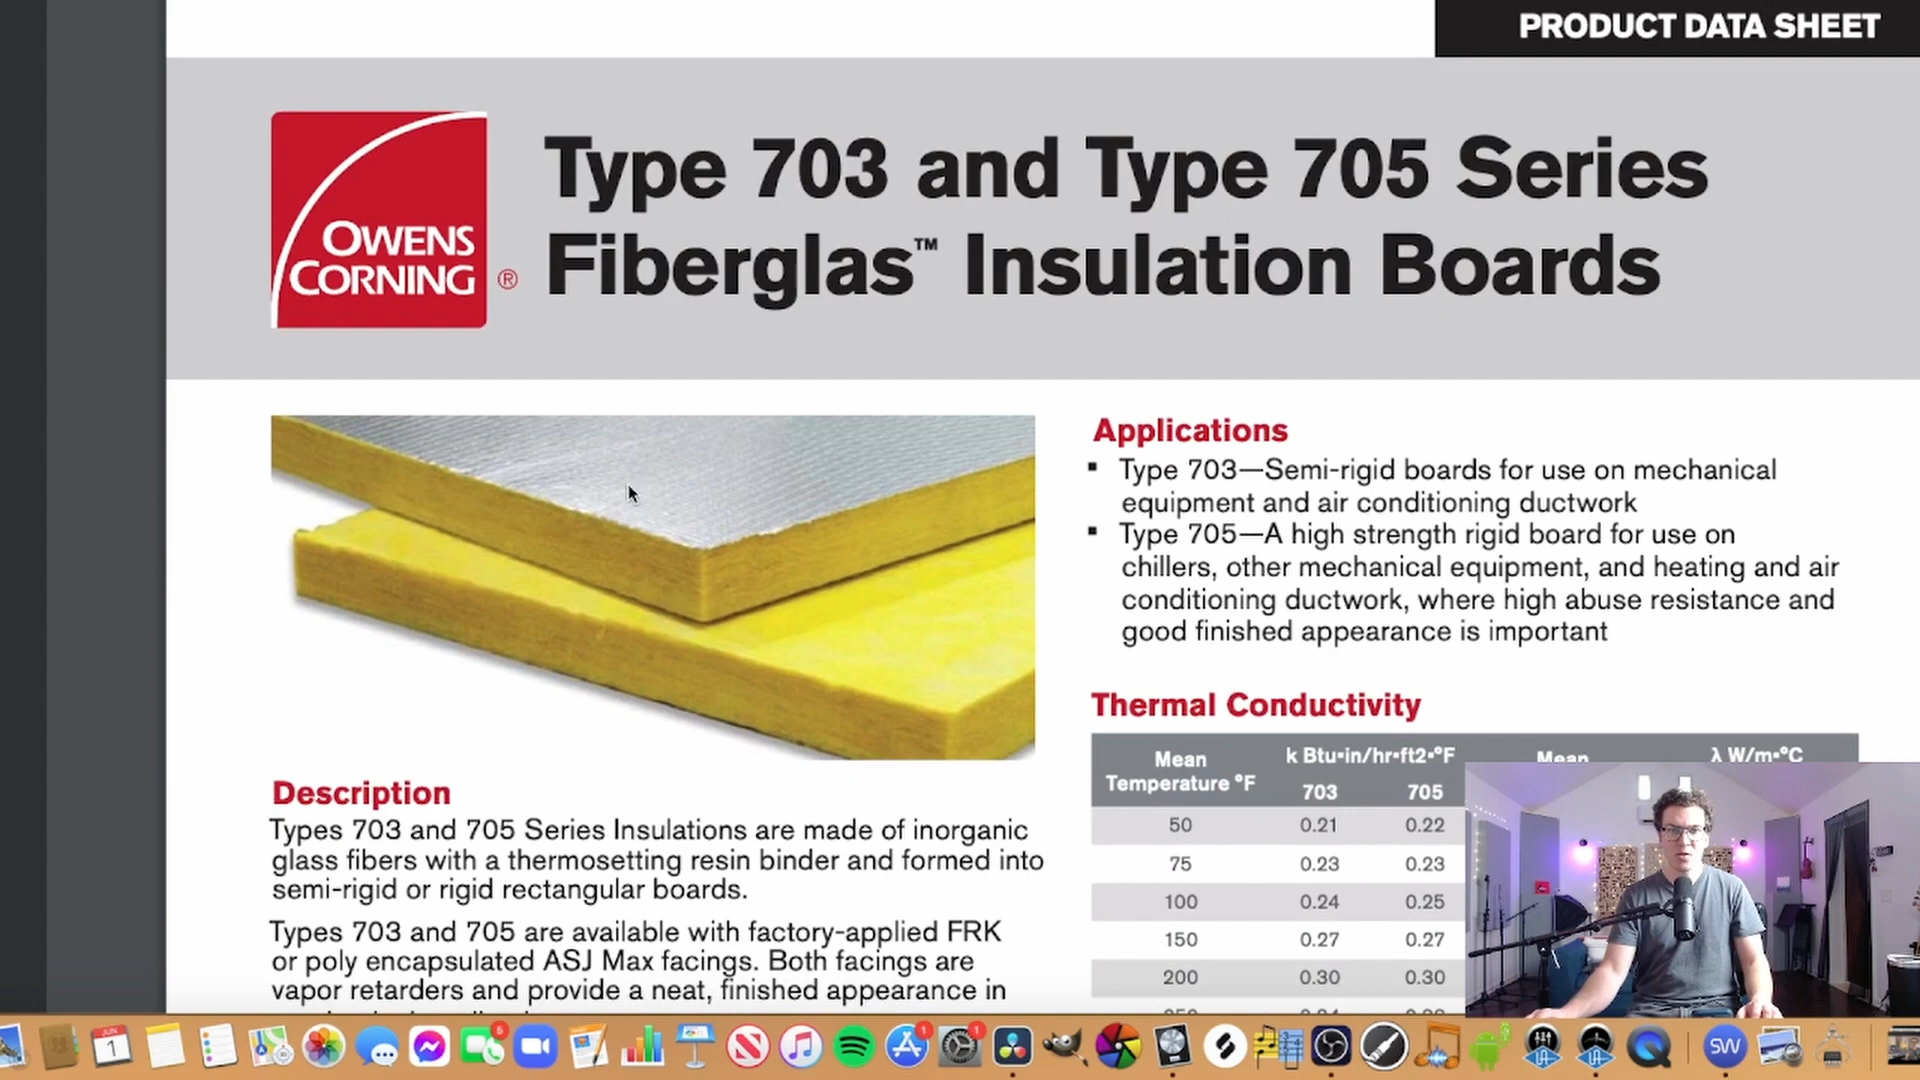 PRODUCT DATA SHEET
OWENS
CORNING ®
Type 703 and Type 705 Series
Fiberglas™ Insulation Boards
Applications
▪ Type 703—Semi-rigid boards for use on mechanical
equipment and air conditioning ductwork
▪ Type 705—A high strength rigid board for use on
chillers, other mechanical equipment, and heating and air
conditioning ductwork, where high abuse resistance and
good finished appearance is important
Thermal Conductivity
Mean
Temperature °F
k Btu•in/hr•ft2•°F
703 705
Mean
λ W/m•°C
50 0.21 0.22
75 0.23 0.23
100 0.24 0.25
150 0.27 0.27
200 0.30 0.30
Description
Types 703 and 705 Series Insulations are made of inorganic
glass fibers with a thermosetting resin binder and formed into
semi-rigid or rigid rectangular boards.
Types 703 and 705 are available with factory-applied FRK
or poly encapsulated ASJ Max facings. Both facings are
vapor retarders and provide a neat, finished appearance in
JUN
1
5
1
1
SW